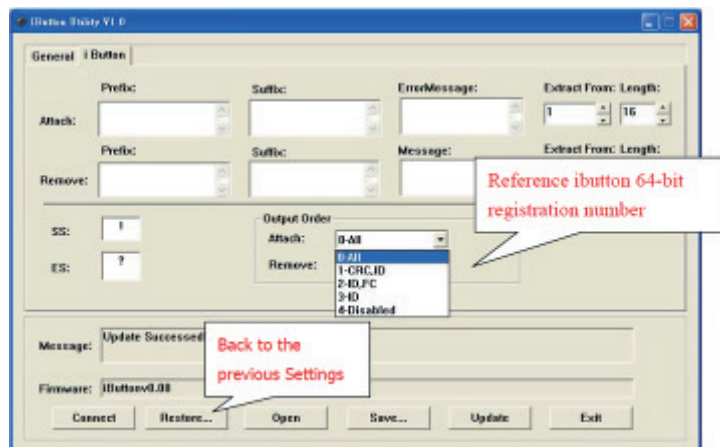 iButton Utility V1.0
General iButton
Prefix: Suffix: ErrorMessage: Extract From: Length:
Attach: 1 16
Prefix: Suffix: Message: Extract From: Length:
Remove:
Reference ibutton 64-bit
registration number
SS: ! Output Order
Attach: 0-All
ES: ? Remove: 0-All
1-CRC,ID
2-ID,FC
3-ID
4-Disabled
Message: Update Successed
Back to the
previous Settings
Firmware: iButtonv0.08
Connect Restore... Open Save... Update Exit